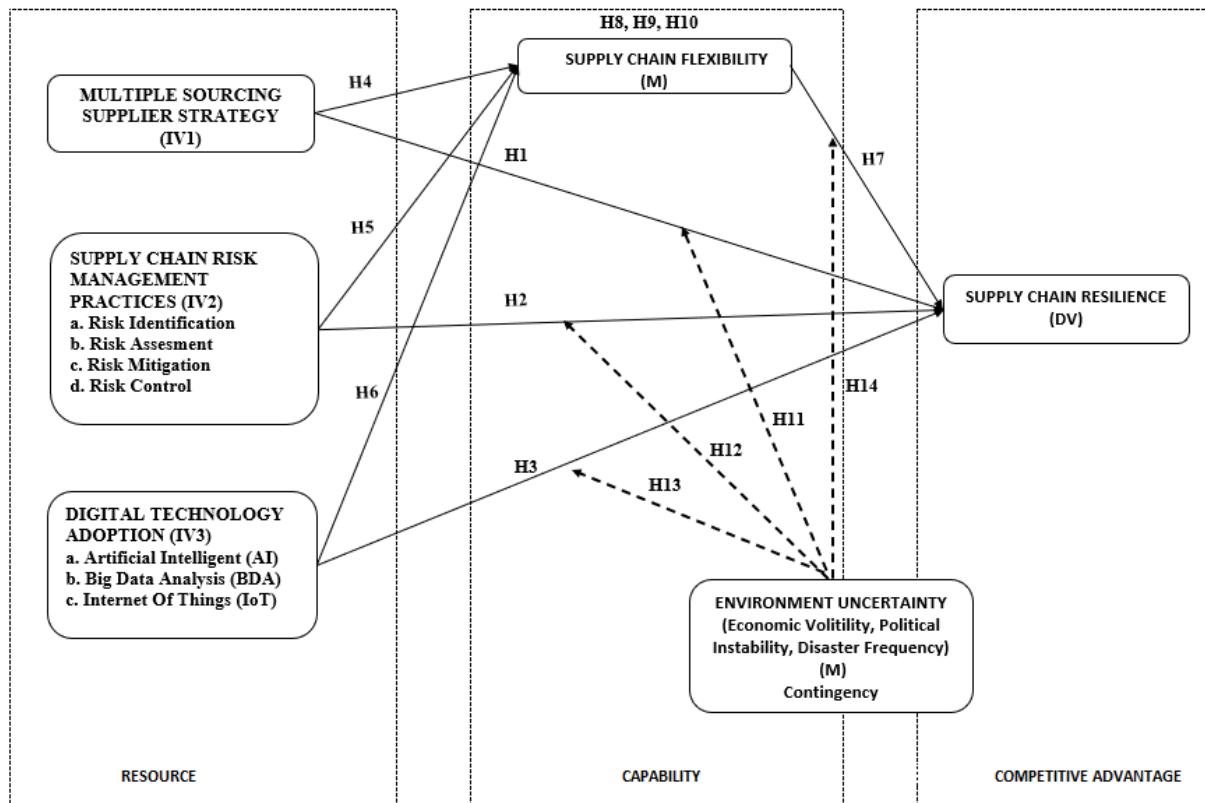 H8, H9, H10
SUPPLY CHAIN FLEXIBILITY
(M)
MULTIPLE SOURCING
SUPPLIER STRATEGY
(IV1)
H4
H1
H7
H5
SUPPLY CHAIN RISK
MANAGEMENT
PRACTICES (IV2)
a. Risk Identification
b. Risk Assesment
c. Risk Mitigation
d. Risk Control
H2
SUPPLY CHAIN RESILIENCE
(DV)
H6
H14
H11
H12
H3
H13
DIGITAL TECHNOLOGY
ADOPTION (IV3)
a. Artificial Intelligent (AI)
b. Big Data Analysis (BDA)
c. Internet Of Things (IoT)
ENVIRONMENT UNCERTAINTY
(Economic Volitility, Political
Instability, Disaster Frequency)
(M)
Contingency
RESOURCE
CAPABILITY
COMPETITIVE ADVANTAGE